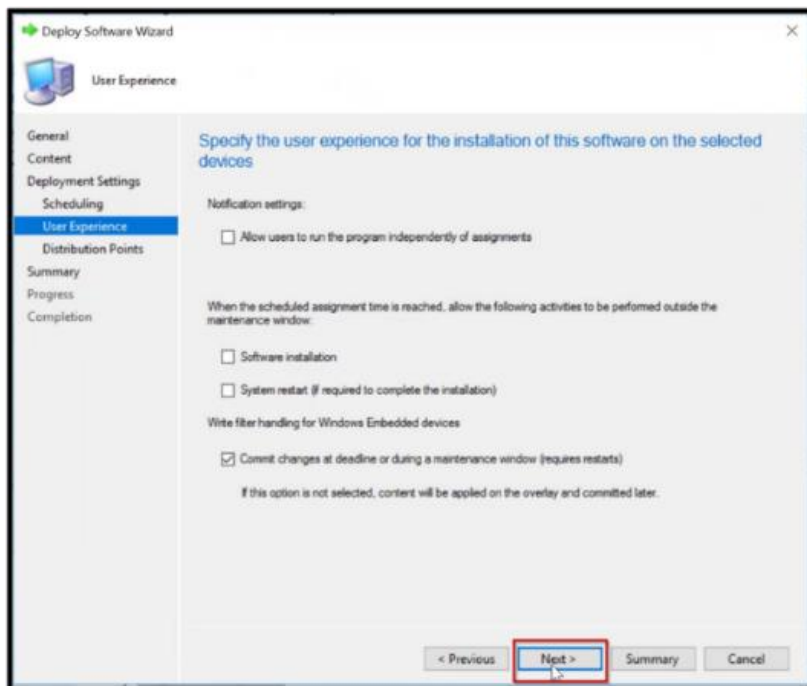 Deploy Software Wizard
User Experience
General
Content
Deployment Settings
Scheduling
User Experience
Distribution Points
Summary
Progress
Completion
Specify the user experience for the installation of this software on the selected
devices
Notification settings:
Allow users to run the program independently of assignments
When the scheduled assignment time is reached, allow the following activities to be performed outside the
maintenance window:
Software installation
System restart (if required to complete the installation)
Write filter handling for Windows Embedded devices
Commit changes at deadline or during a maintenance window (requires restarts)
If this option is not selected, content will be applied on the overlay and committed later.
< Previous
Next >
Summary
Cancel